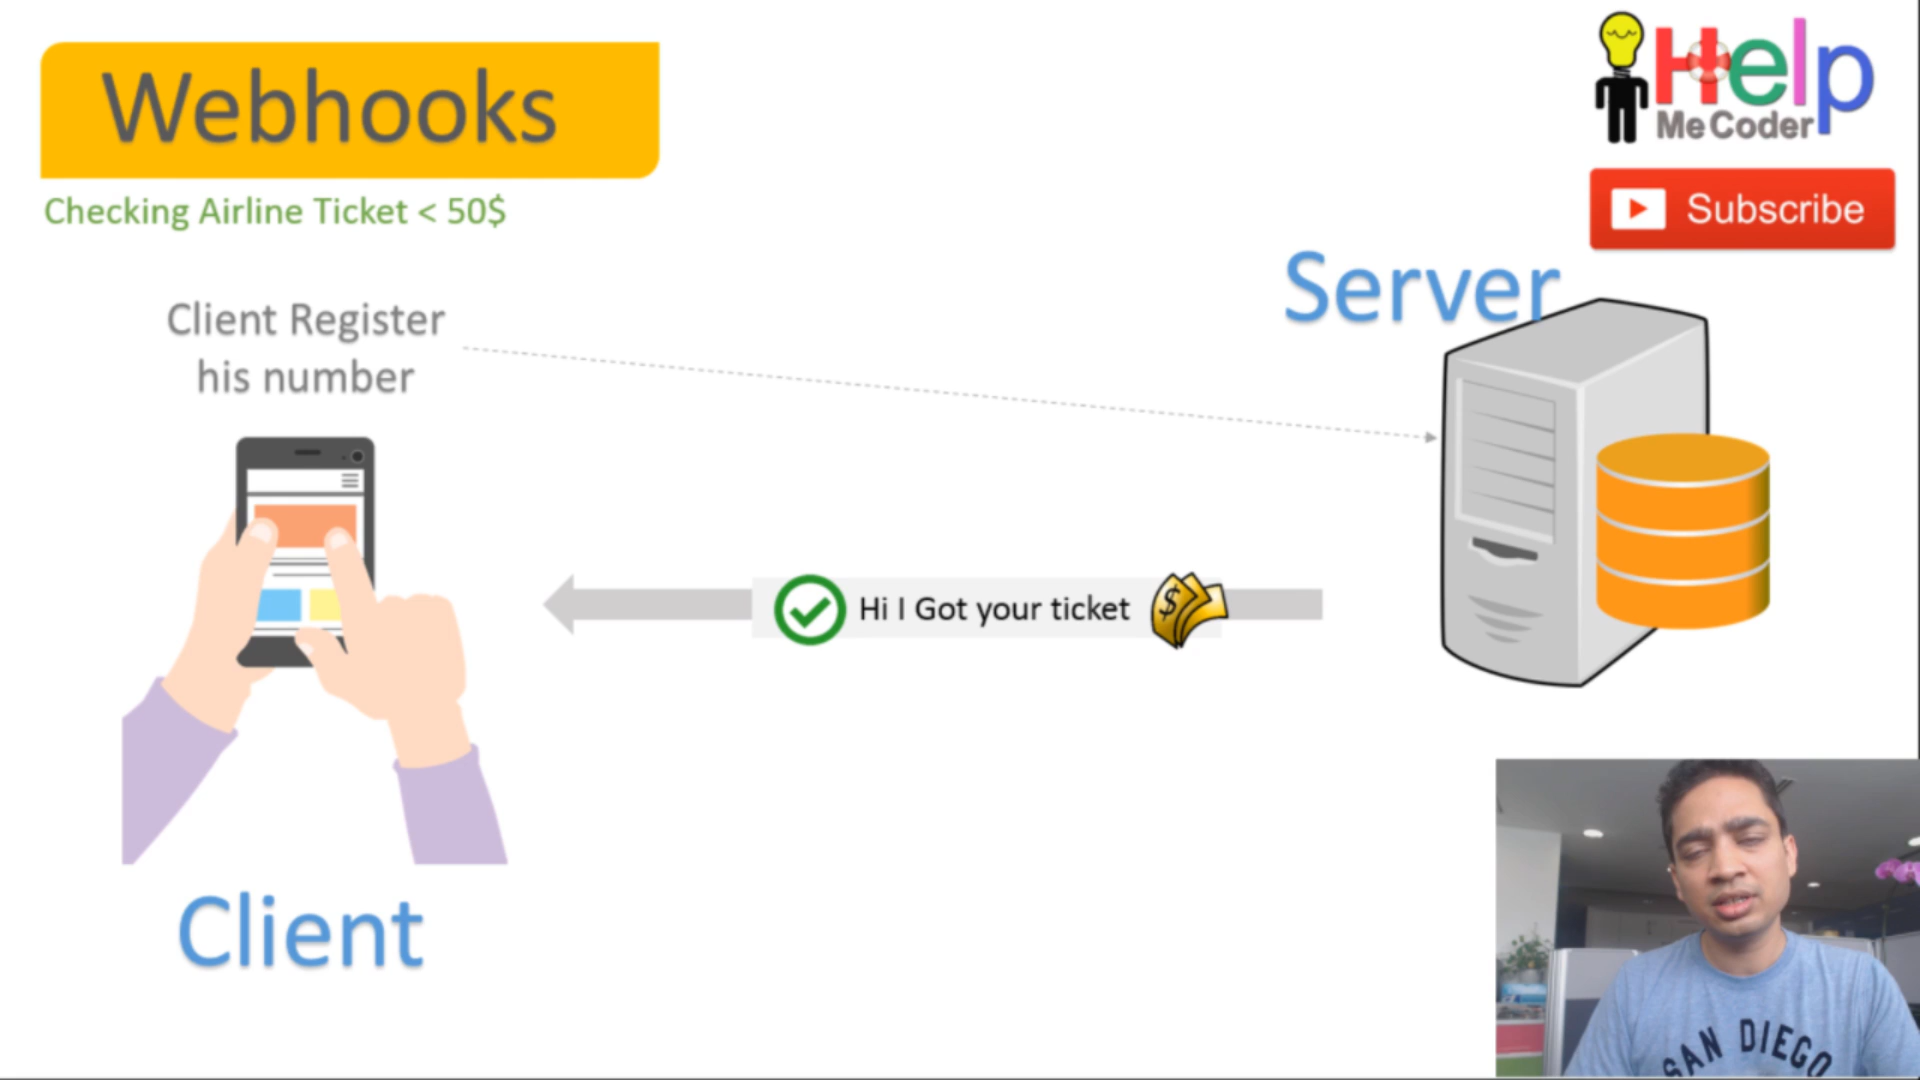 Webhooks
Checking Airline Ticket < 50$
Help
Me Coder
Subscribe
Server
Client Register
his number
Hi I Got your ticket
Client
SAN DIEGO